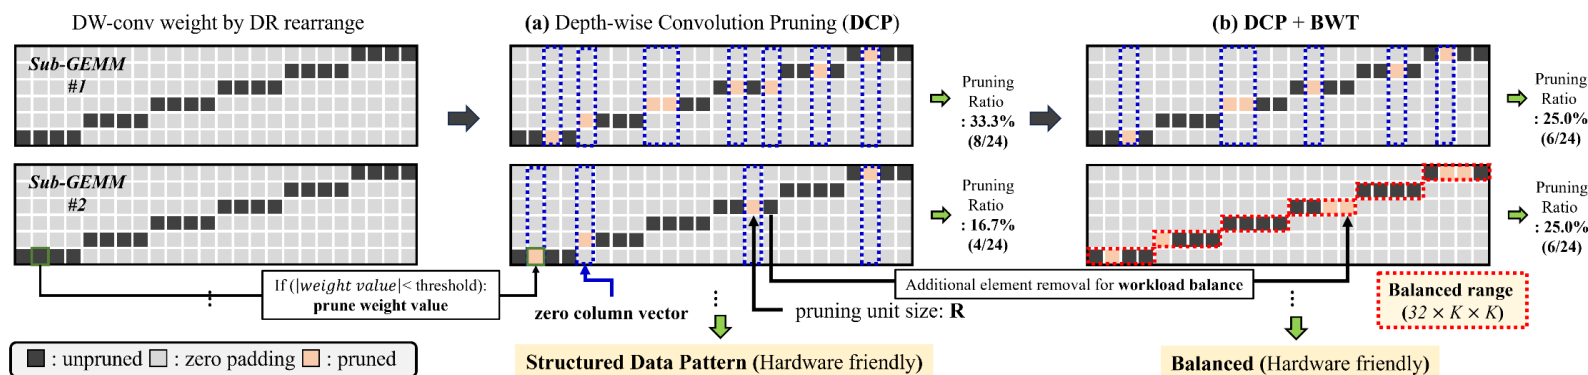 DW-conv weight by DR rearrange
(a) Depth-wise Convolution Pruning (DCP)
(b) DCP + BWT
Sub-GEMM
#1
Pruning
Ratio
: 33.3%
(8/24)
Pruning
Ratio
: 25.0%
(6/24)
Sub-GEMM
#2
Pruning
Ratio
: 16.7%
(4/24)
Pruning
Ratio
: 25.0%
(6/24)
If (|weight value|< threshold):
prune weight value
zero column vector
pruning unit size: R
Additional element removal for workload balance
Balanced range
(32 × K × K)
: unpruned : zero padding : pruned
Structured Data Pattern (Hardware friendly)
Balanced (Hardware friendly)